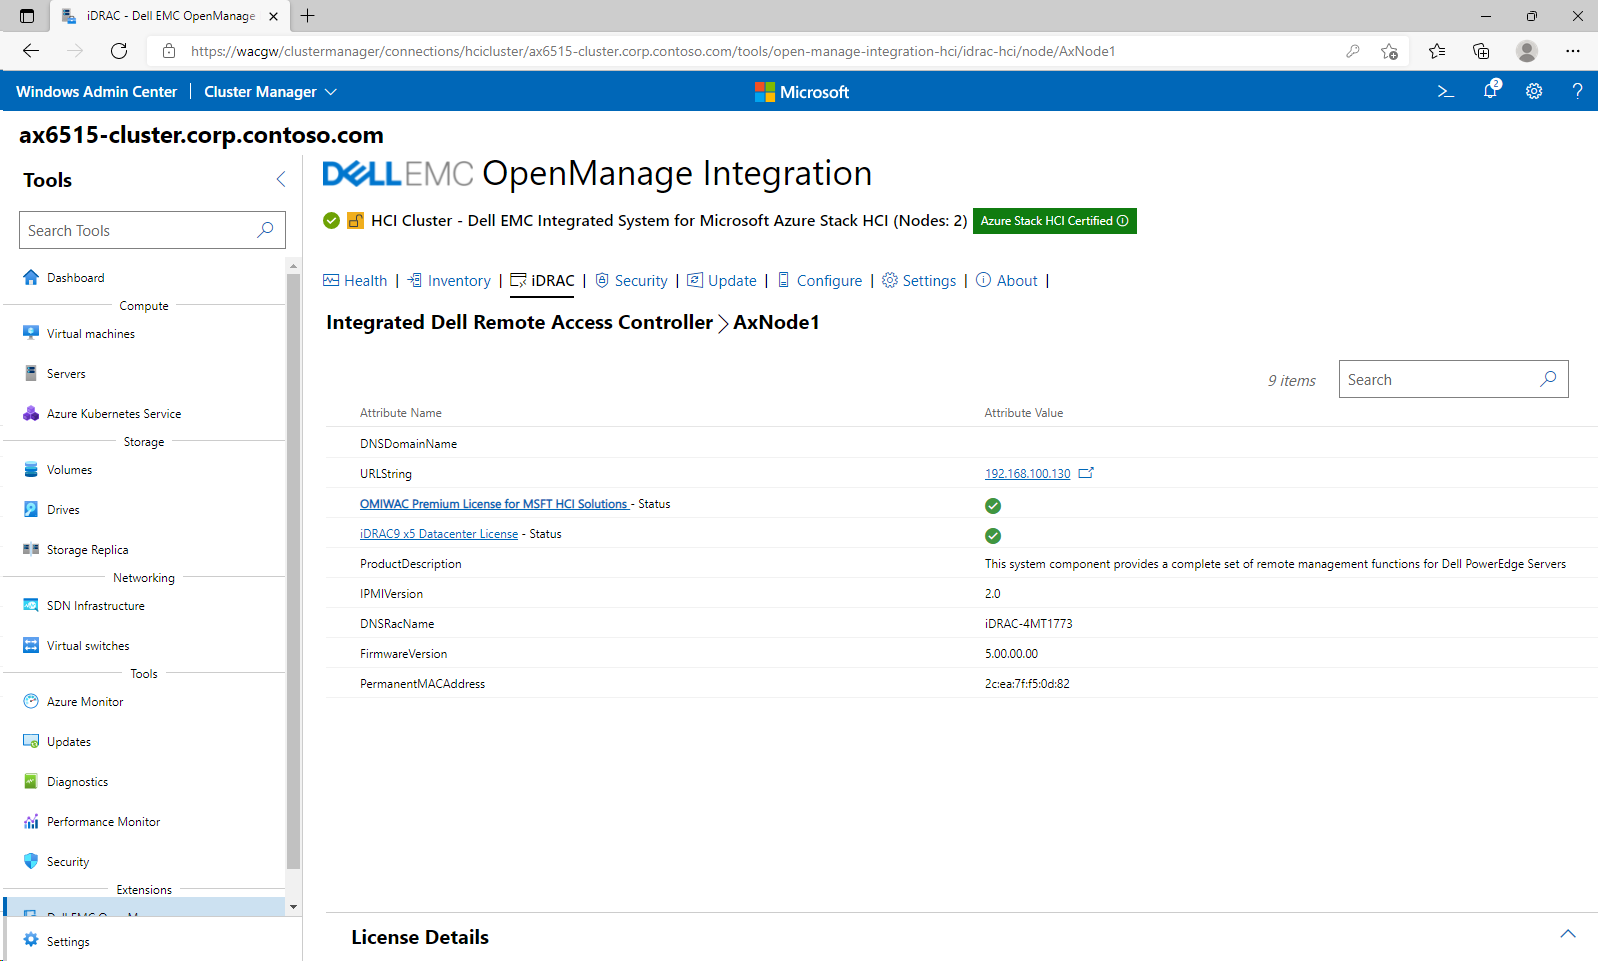 iDRAC - Dell EMC OpenManage
https://wacgw/clustermanager/connections/hcicluster/ax6515-cluster.corp.contoso.com/tools/open-manage-integration-hci/idrac-hci/node/AxNode1
Windows Admin Center | Cluster Manager
Microsoft
2
?
ax6515-cluster.corp.contoso.com
Tools
Search Tools
Dashboard
Compute
Virtual machines
Servers
Azure Kubernetes Service
Storage
Volumes
Drives
Storage Replica
Networking
SDN Infrastructure
Virtual switches
Tools
Azure Monitor
Updates
Diagnostics
Performance Monitor
Security
Extensions
Settings
DELLEMC OpenManage Integration
HCI Cluster - Dell EMC Integrated System for Microsoft Azure Stack HCI (Nodes: 2) Azure Stack HCI Certified
Health | Inventory | iDRAC | Security | Update | Configure | Settings | About |
Integrated Dell Remote Access Controller > AxNode1
9 items
Search
Attribute Name Attribute Value
DNSDomainName
URLString 192.168.100.130
OMIWAC Premium License for MSFT HCI Solutions - Status
iDRAC9 x5 Datacenter License - Status
ProductDescription This system component provides a complete set of remote management functions for Dell PowerEdge Servers
IPMIVersion 2.0
DNSRacName iDRAC-4MT1773
FirmwareVersion 5.00.00.00
PermanentMACAddress 2c:ea:7f:f5:0d:82
License Details